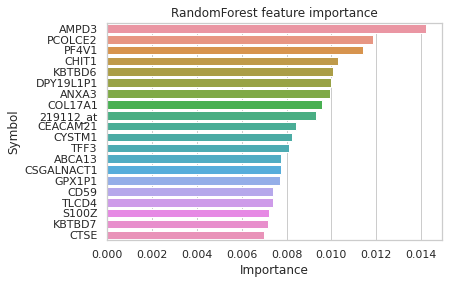 RandomForest feature importance
AMPD3
PCOLCE2
PF4V1
CHIT1
KBTBD6
DPY19L1P1
ANXA3
COL17A1
219112_at
CEACAM21
CYSTM1
TFF3
ABCA13
CSGALNACT1
GPX1P1
CD59
TLCD4
S100Z
KBTBD7
CTSE
Symbol
0.000 0.002 0.004 0.006 0.008 0.010 0.012 0.014
Importance